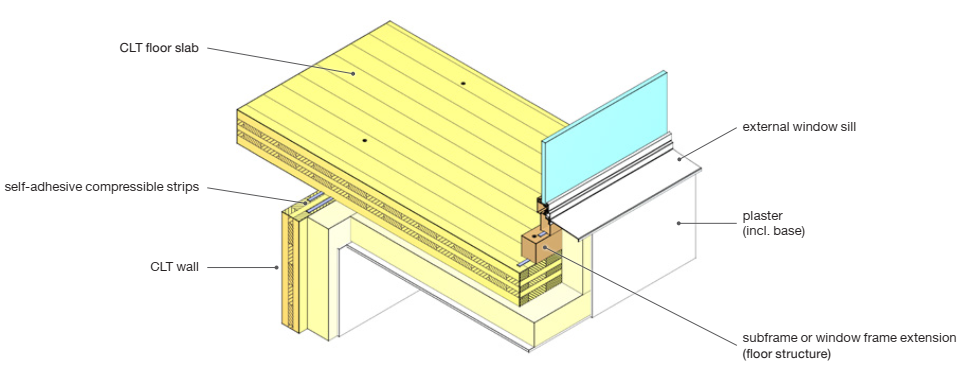 CLT floor slab
external window sill
self-adhesive compressible strips
plaster
(incl. base)
CLT wall
subframe or window frame extension
(floor structure)